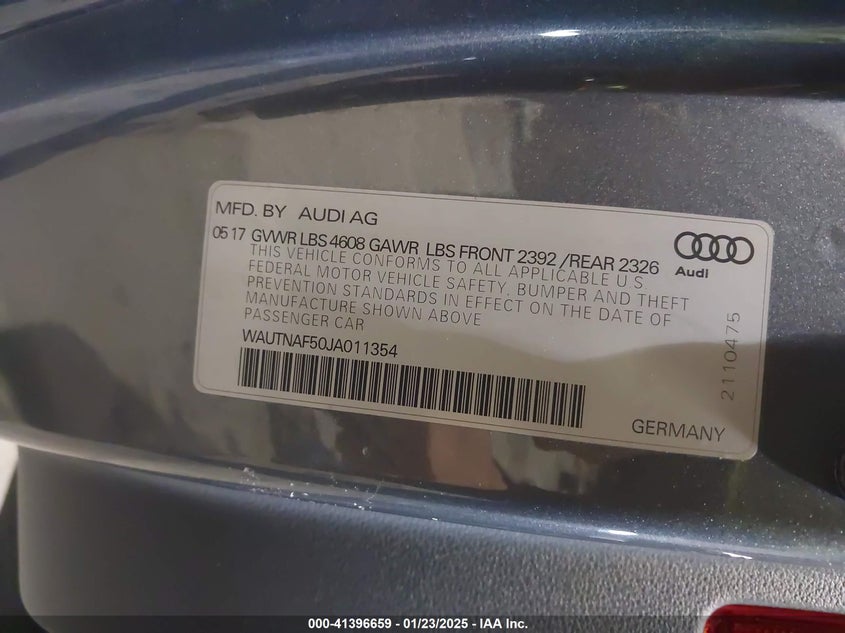 MFD. BY AUDI AG
05 17 GVWR LBS 4608 GAWR LBS FRONT 2392 /REAR 2326
THIS VEHICLE CONFORMS TO ALL APPLICABLE U S
FEDERAL MOTOR VEHICLE SAFETY, BUMPER AND THEFT
PREVENTION STANDARDS IN EFFECT ON THE DATE OF
MANUFACTURE SHOWN ABOVE
PASSENGER CAR
WAUTNAF50JA011354
Audi
2110475
GERMANY
000-41396659 - 01/23/2025 - IAA Inc.